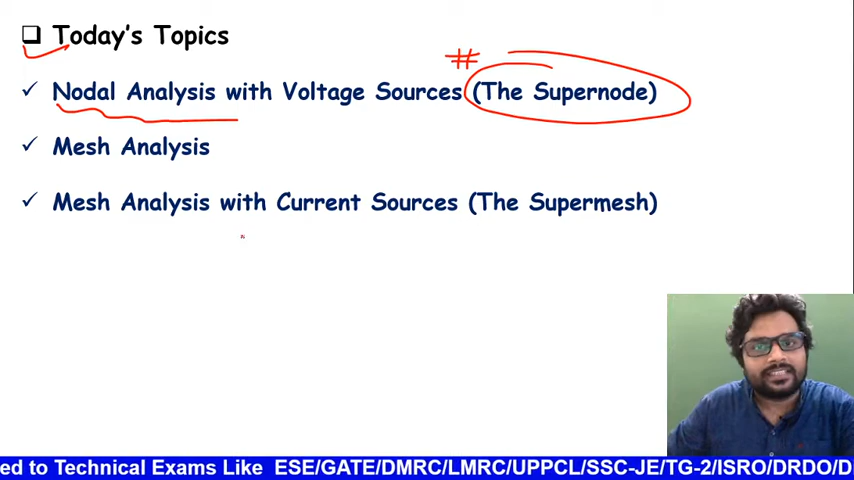 ❑ Today's Topics
#
✓ Nodal Analysis with Voltage Sources (The Supernode)
✓ Mesh Analysis
✓ Mesh Analysis with Current Sources (The Supermesh)
ed to Technical Exams Like ESE/GATE/DMRC/LMRC/UPPCL/SSC-JE/TG-2/ISRO/DRDO/D